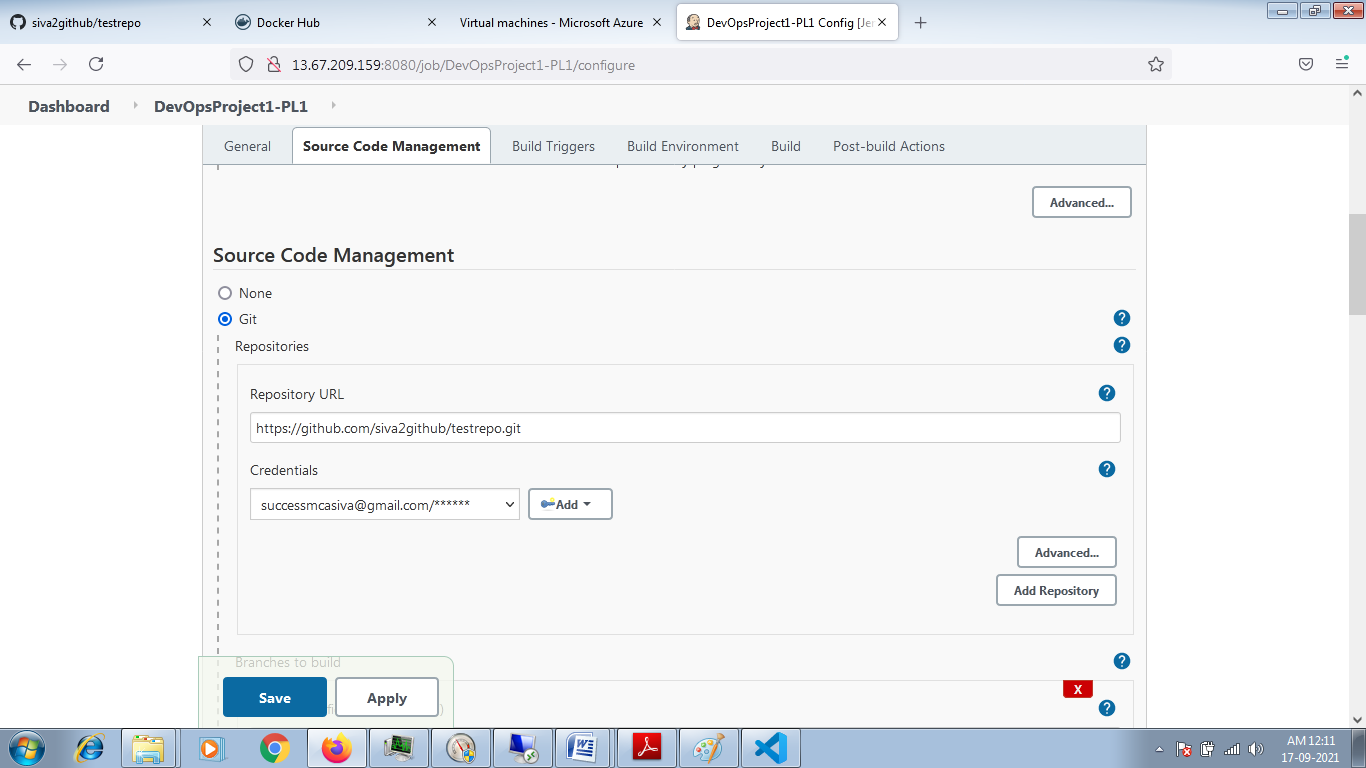 siva2github/testrepo
Docker Hub
Virtual machines - Microsoft Azure
DevOpsProject1-PL1 Config [Je
13.67.209.159:8080/job/DevOpsProject1-PL1/configure
Dashboard
DevOpsProject1-PL1
General
Source Code Management
Build Triggers
Build Environment
Build
Post-build Actions
Advanced...
Source Code Management
None
Git
Repositories
Repository URL
https://github.com/siva2github/testrepo.git
Credentials
successmcasiva@gmail.com/******
Add
Advanced...
Add Repository
Branches to build
X
Save
Apply
AM 12:11
17-09-2021